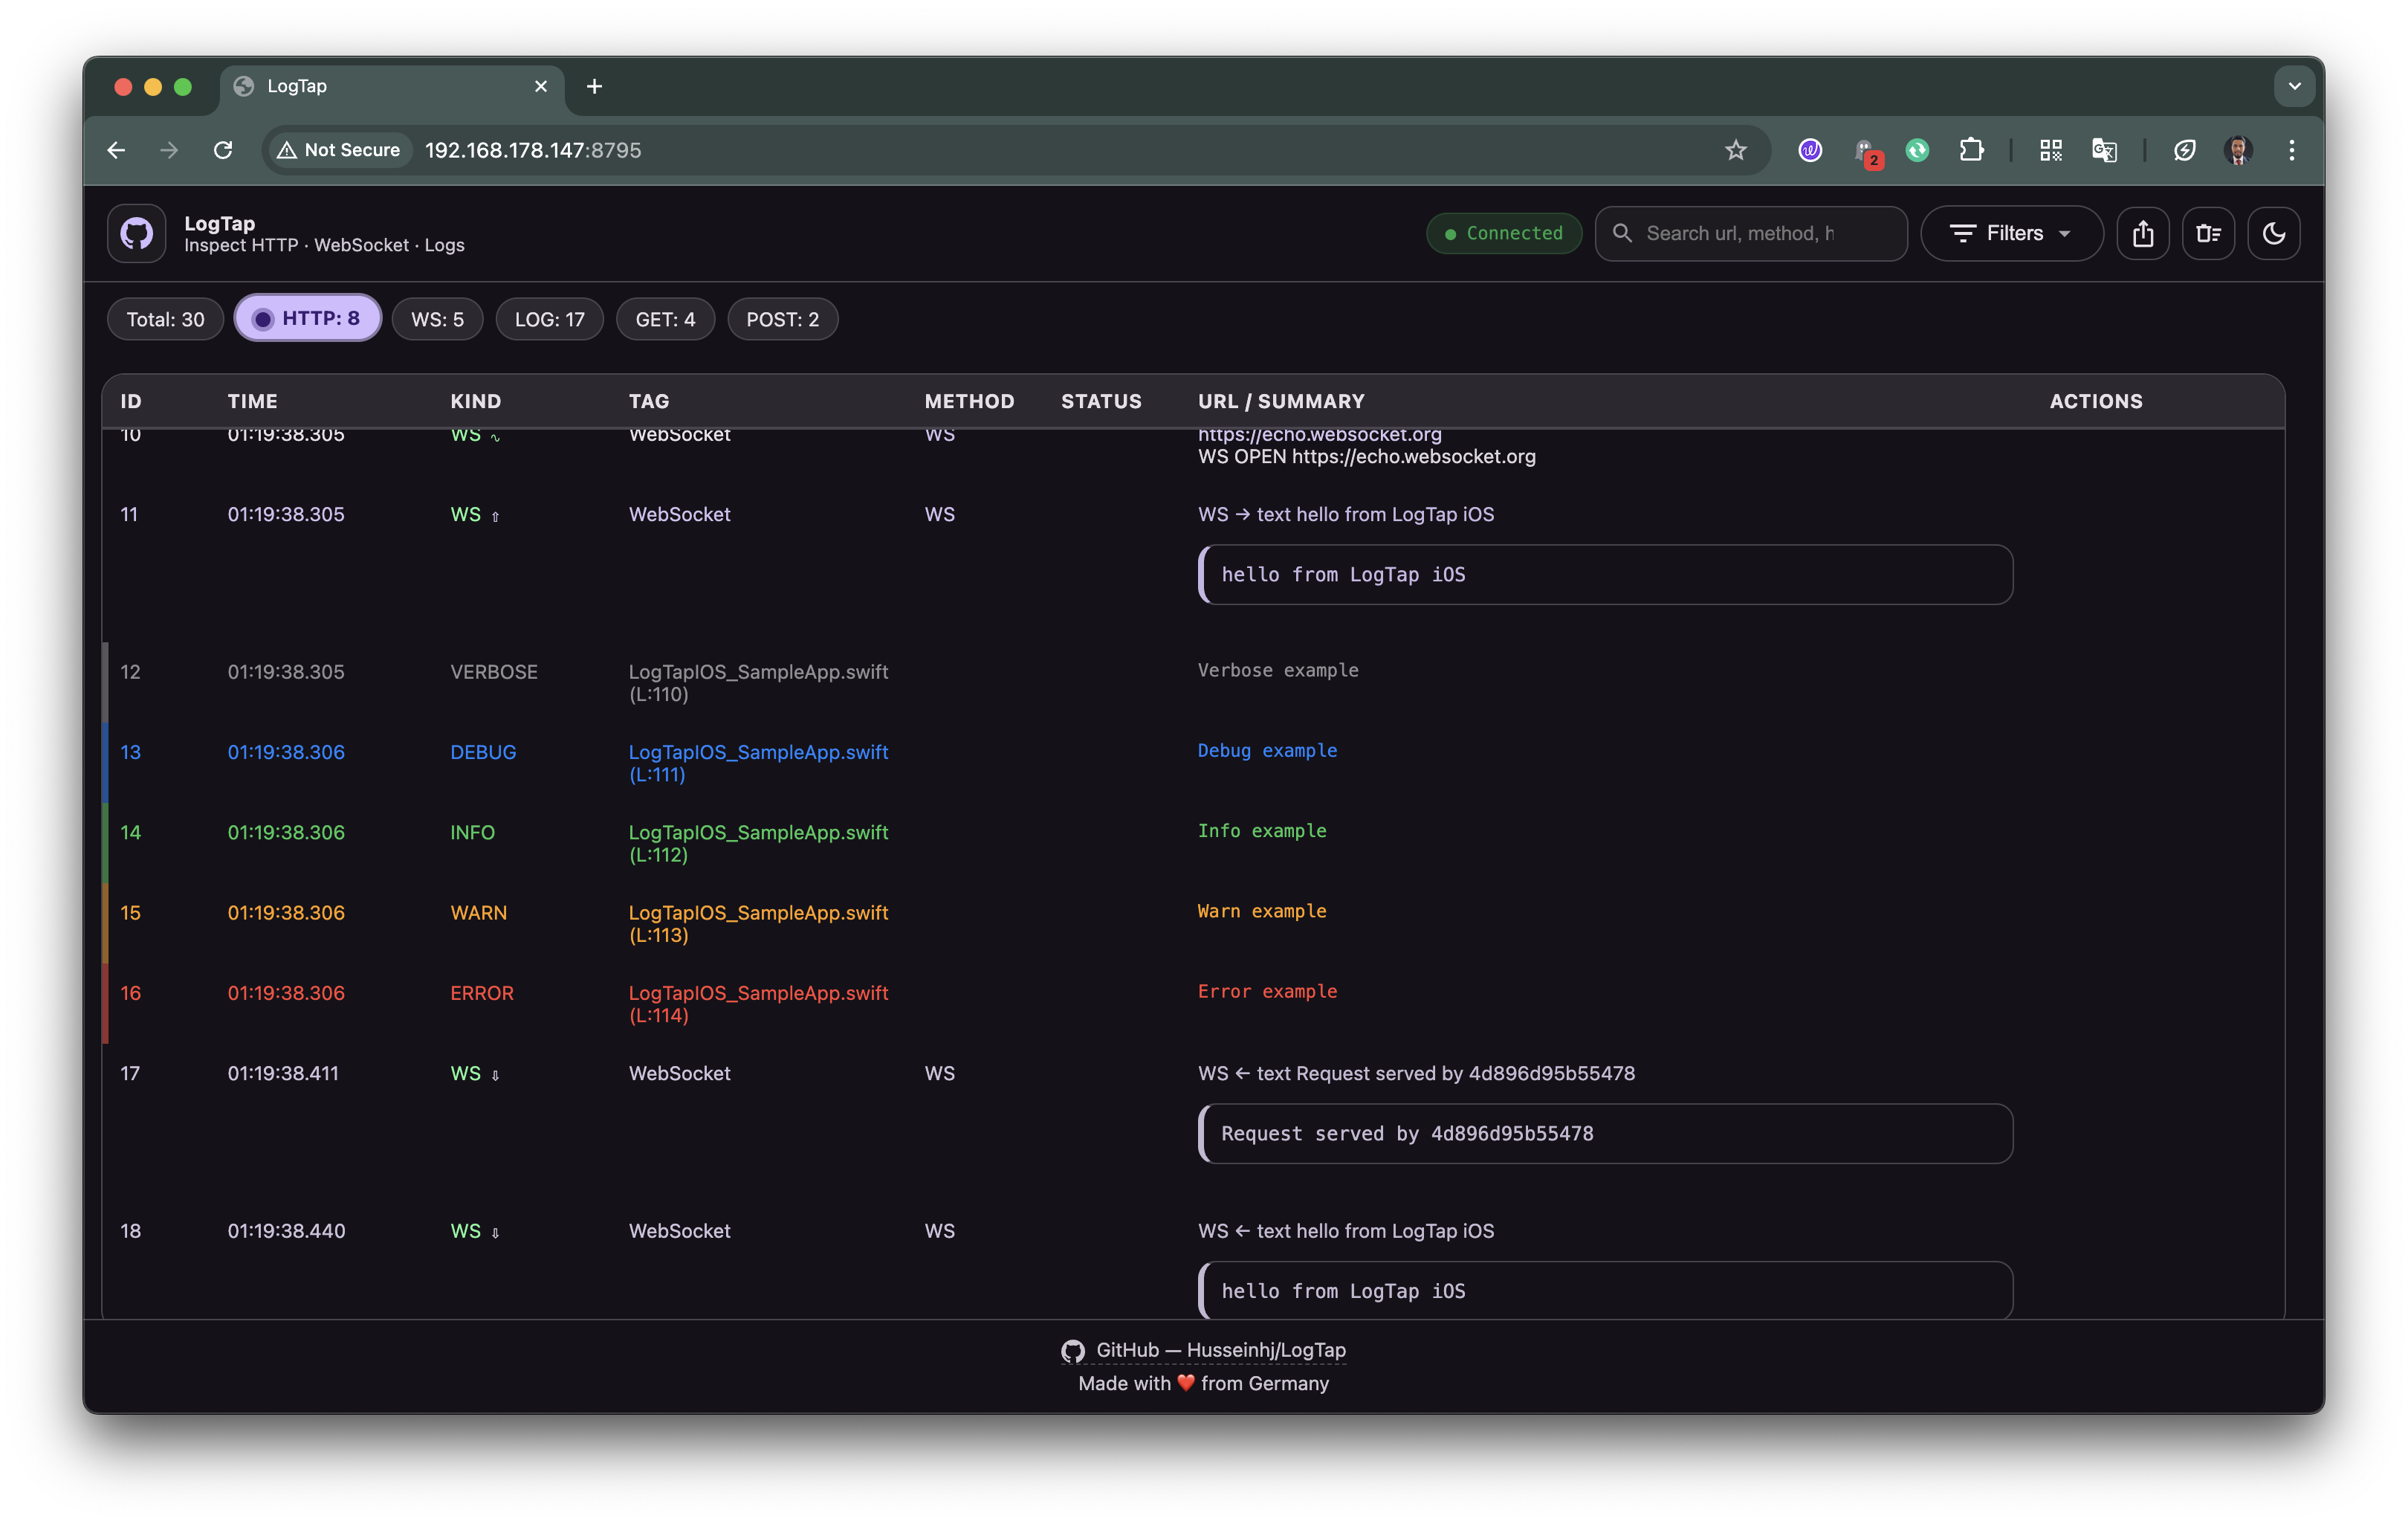 LogTap
Not Secure
192.168.178.147:8795
2
LogTap
Inspect HTTP · WebSocket · Logs
Connected
Search url, method, h
Filters
Total: 30
HTTP: 8
WS: 5
LOG: 17
GET: 4
POST: 2
ID TIME KIND TAG METHOD STATUS URL / SUMMARY ACTIONS
10 01:19:38.305 WS ∿ WebSocket WS https://echo.websocket.org
WS OPEN https://echo.websocket.org
11 01:19:38.305 WS ⇧ WebSocket WS WS → text hello from LogTap iOS
hello from LogTap iOS
12 01:19:38.305 VERBOSE LogTapIOS_SampleApp.swift Verbose example
(L:110)
13 01:19:38.306 DEBUG LogTapIOS_SampleApp.swift Debug example
(L:111)
14 01:19:38.306 INFO LogTapIOS_SampleApp.swift Info example
(L:112)
15 01:19:38.306 WARN LogTapIOS_SampleApp.swift Warn example
(L:113)
16 01:19:38.306 ERROR LogTapIOS_SampleApp.swift Error example
(L:114)
17 01:19:38.411 WS ⇩ WebSocket WS WS ← text Request served by 4d896d95b55478
Request served by 4d896d95b55478
18 01:19:38.440 WS ⇩ WebSocket WS WS ← text hello from LogTap iOS
hello from LogTap iOS
GitHub — Husseinhj/LogTap
Made with ❤️ from Germany